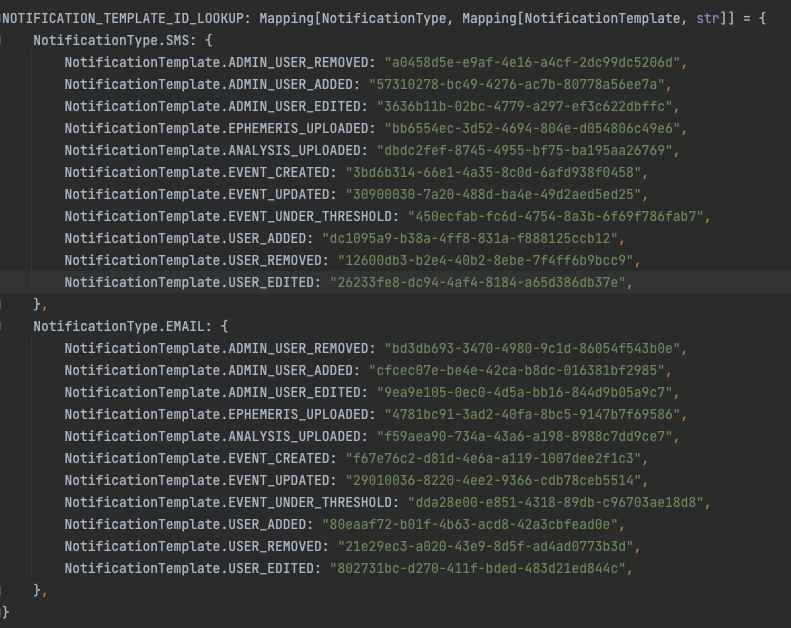 NOTIFICATION_TEMPLATE_ID_LOOKUP: Mapping[NotificationType, Mapping[NotificationTemplate, str]] = {
    NotificationType.SMS: {
        NotificationTemplate.ADMIN_USER_REMOVED: "a0458d5e-e9af-4e16-a4cf-2dc99dc5206d",
        NotificationTemplate.ADMIN_USER_ADDED: "57310278-bc49-4276-ac7b-80778a56ee7a",
        NotificationTemplate.ADMIN_USER_EDITED: "3636b11b-02bc-4779-a297-ef3c622dbffc",
        NotificationTemplate.EPHEMERIS_UPLOADED: "bb6554ec-3d52-4694-804e-d054806c49e6",
        NotificationTemplate.ANALYSIS_UPLOADED: "dbdc2fef-8745-4955-bf75-ba195aa26769",
        NotificationTemplate.EVENT_CREATED: "3bd6b314-66e1-4a35-8c0d-6afd938f0458",
        NotificationTemplate.EVENT_UPDATED: "30900030-7a20-488d-ba4e-49d2aed5ed25",
        NotificationTemplate.EVENT_UNDER_THRESHOLD: "450ecfab-fc6d-4754-8a3b-6f69f786fab7",
        NotificationTemplate.USER_ADDED: "dc1095a9-b38a-4ff8-831a-f888125ccb12",
        NotificationTemplate.USER_REMOVED: "12600db3-b2e4-40b2-8ebe-7f4ff6b9bcc9",
        NotificationTemplate.USER_EDITED: "26233fe8-dc94-4af4-8184-a65d386db37e",
    },
    NotificationType.EMAIL: {
        NotificationTemplate.ADMIN_USER_REMOVED: "bd3db693-3470-4980-9c1d-86054f543b0e",
        NotificationTemplate.ADMIN_USER_ADDED: "cfcec07e-be4e-42ca-b8dc-016381bf2985",
        NotificationTemplate.ADMIN_USER_EDITED: "9ea9e105-0ec0-4d5a-bb16-844d9b05a9c7",
        NotificationTemplate.EPHEMERIS_UPLOADED: "4781bc91-3ad2-40fa-8bc5-9147b7f69586",
        NotificationTemplate.ANALYSIS_UPLOADED: "f59aea90-734a-43a6-a198-8988c7dd9ce7",
        NotificationTemplate.EVENT_CREATED: "f67e76c2-d81d-4e6a-a119-1007dee2f1c3",
        NotificationTemplate.EVENT_UPDATED: "29010036-8220-4ee2-9366-cdb78ceb5514",
        NotificationTemplate.EVENT_UNDER_THRESHOLD: "dda28e00-e851-4318-89db-c96703ae18d8",
        NotificationTemplate.USER_ADDED: "80eaaf72-b01f-4b63-acd8-42a3cbfead0e",
        NotificationTemplate.USER_REMOVED: "21e29ec3-a020-43e9-8d5f-ad4ad0773b3d",
        NotificationTemplate.USER_EDITED: "802731bc-d270-411f-bded-483d21ed844c",
    },
}